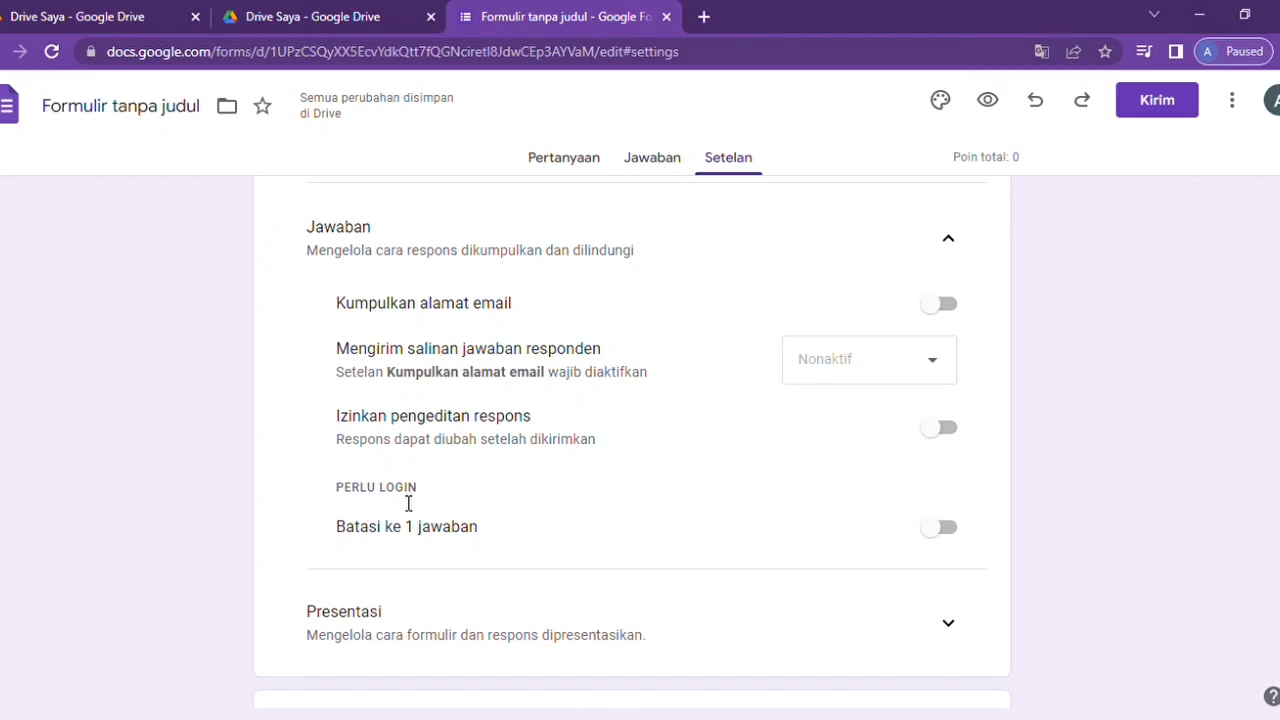 Drive Saya - Google Drive
Drive Saya - Google Drive
Formulir tanpa judul - Google Fo
docs.google.com/forms/d/1UPzCSQyXX5EcvYdkQtt7fQGNciretI8JdwCEp3AYVaM/edit#settings
A Paused
Formulir tanpa judul
Semua perubahan disimpan
di Drive
Kirim
A
Pertanyaan Jawaban Setelan
Poin total: 0
Jawaban
Mengelola cara respons dikumpulkan dan dilindungi
Kumpulkan alamat email
Mengirim salinan jawaban responden
Setelan Kumpulkan alamat email wajib diaktifkan
Nonaktif
Izinkan pengeditan respons
Respons dapat diubah setelah dikirimkan
PERLU LOGIN
Batasi ke 1 jawaban
Presentasi
Mengelola cara formulir dan respons dipresentasikan.